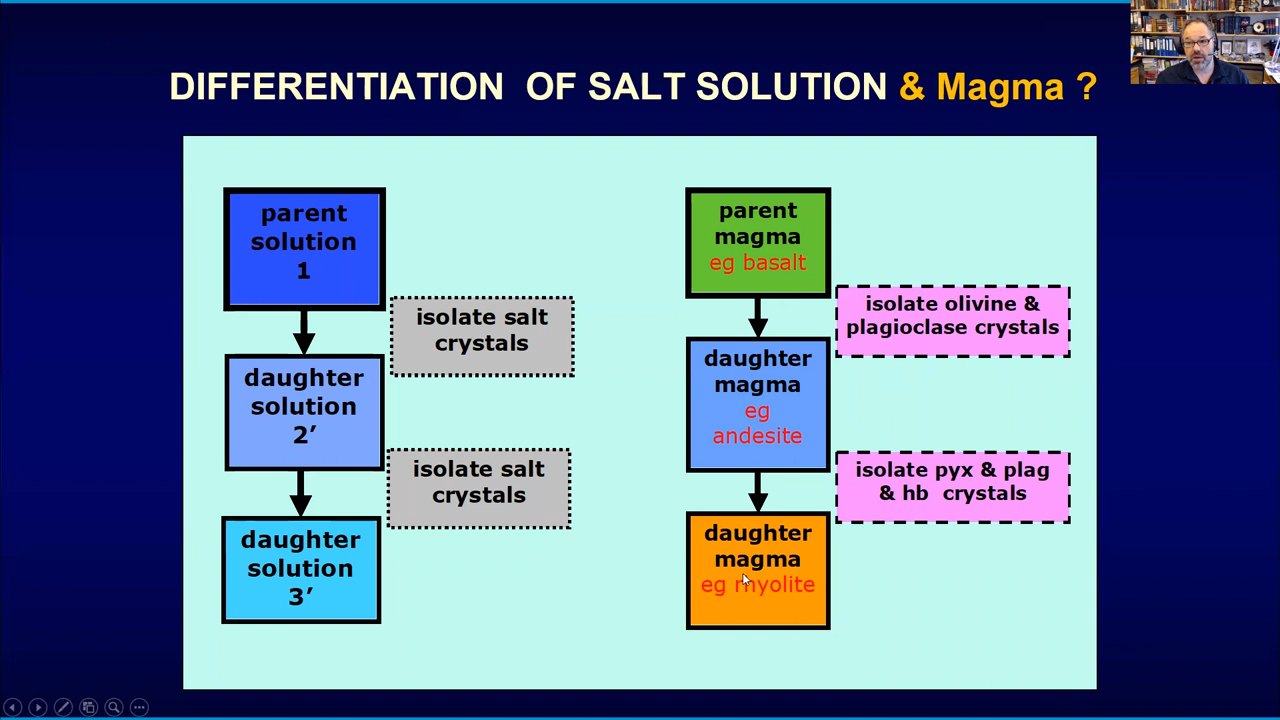 DIFFERENTIATION OF SALT SOLUTION & Magma ?
parent
solution
1
isolate salt
crystals
daughter
solution
2′
isolate salt
crystals
daughter
solution
3′
parent
magma
eg basalt
isolate olivine &
plagioclase crystals
daughter
magma
eg
andesite
isolate pyx & plag
& hb crystals
daughter
magma
eg rhyolite